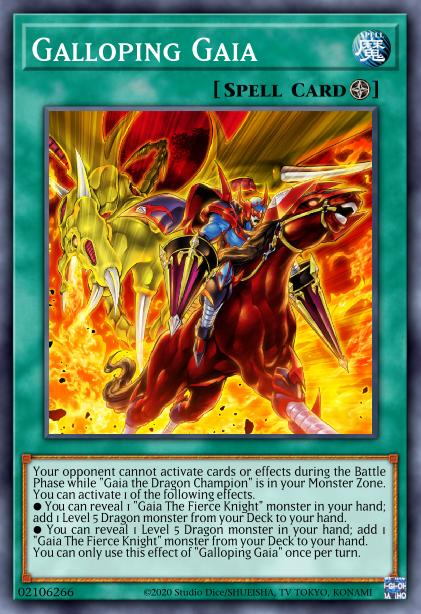 GALLOPING GAIA
SPELL
魔
[SPELL CARD]
Your opponent cannot activate cards or effects during the Battle
Phase while "Gaia the Dragon Champion" is in your Monster Zone.
You can activate 1 of the following effects.
● You can reveal 1 "Gaia The Fierce Knight" monster in your hand;
add 1 Level 5 Dragon monster from your Deck to your hand.
● You can reveal 1 Level 5 Dragon monster in your hand; add 1
"Gaia The Fierce Knight" monster from your Deck to your hand.
You can only use this effect of "Galloping Gaia" once per turn.
02106266
©2020 Studio Dice/SHUEISHA, TV TOKYO, KONAMI